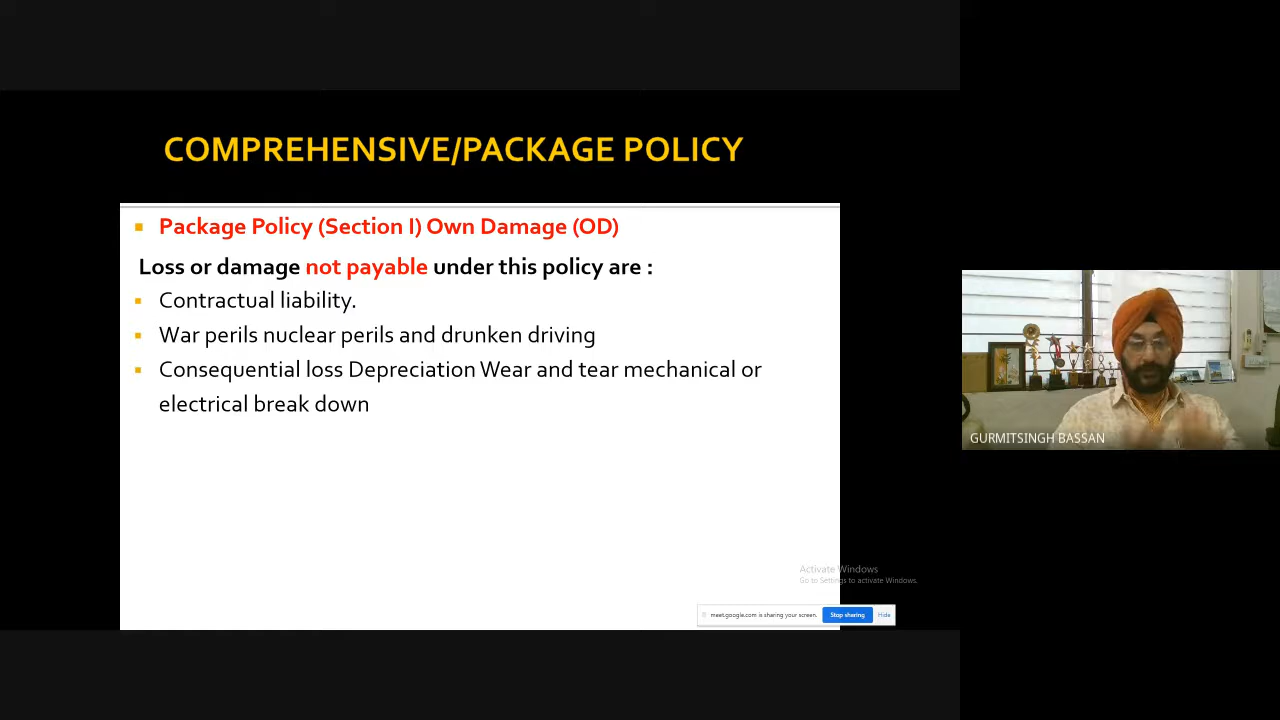 COMPREHENSIVE/PACKAGE POLICY
Package Policy (Section I) Own Damage (OD)
Loss or damage not payable under this policy are :
Contractual liability.
War perils nuclear perils and drunken driving
Consequential loss Depreciation Wear and tear mechanical or
electrical break down
GURMITSINGH BASSAN
Activate Windows
Go to Settings to activate Windows.
meet.google.com is sharing your screen. Stop sharing Hide